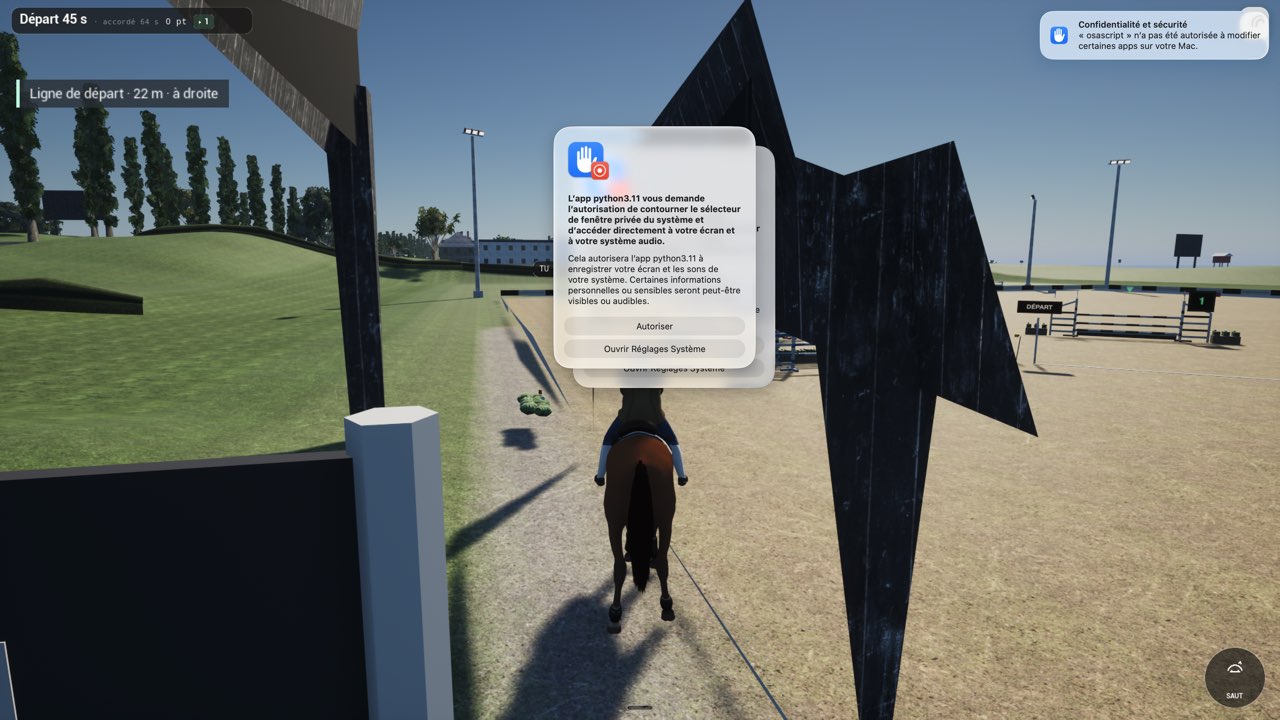 Départ 45 s · accordé 64 s 0 pt ▸1
Ligne de départ · 22 m · à droite
Confidentialité et sécurité
« osascript » n’a pas été autorisée à modifier
certaines apps sur votre Mac.
L’app python3.11 vous demande
l’autorisation de contourner le sélecteur
de fenêtre privée du système et
d’accéder directement à votre écran et
à votre système audio.
Cela autorisera l’app python3.11 à
enregistrer votre écran et les sons de
votre système. Certaines informations
personnelles ou sensibles seront peut-être
visibles ou audibles.
Autoriser
Ouvrir Réglages Système
Ouvrir Réglages Système
TU
DÉPART
1
SAUT